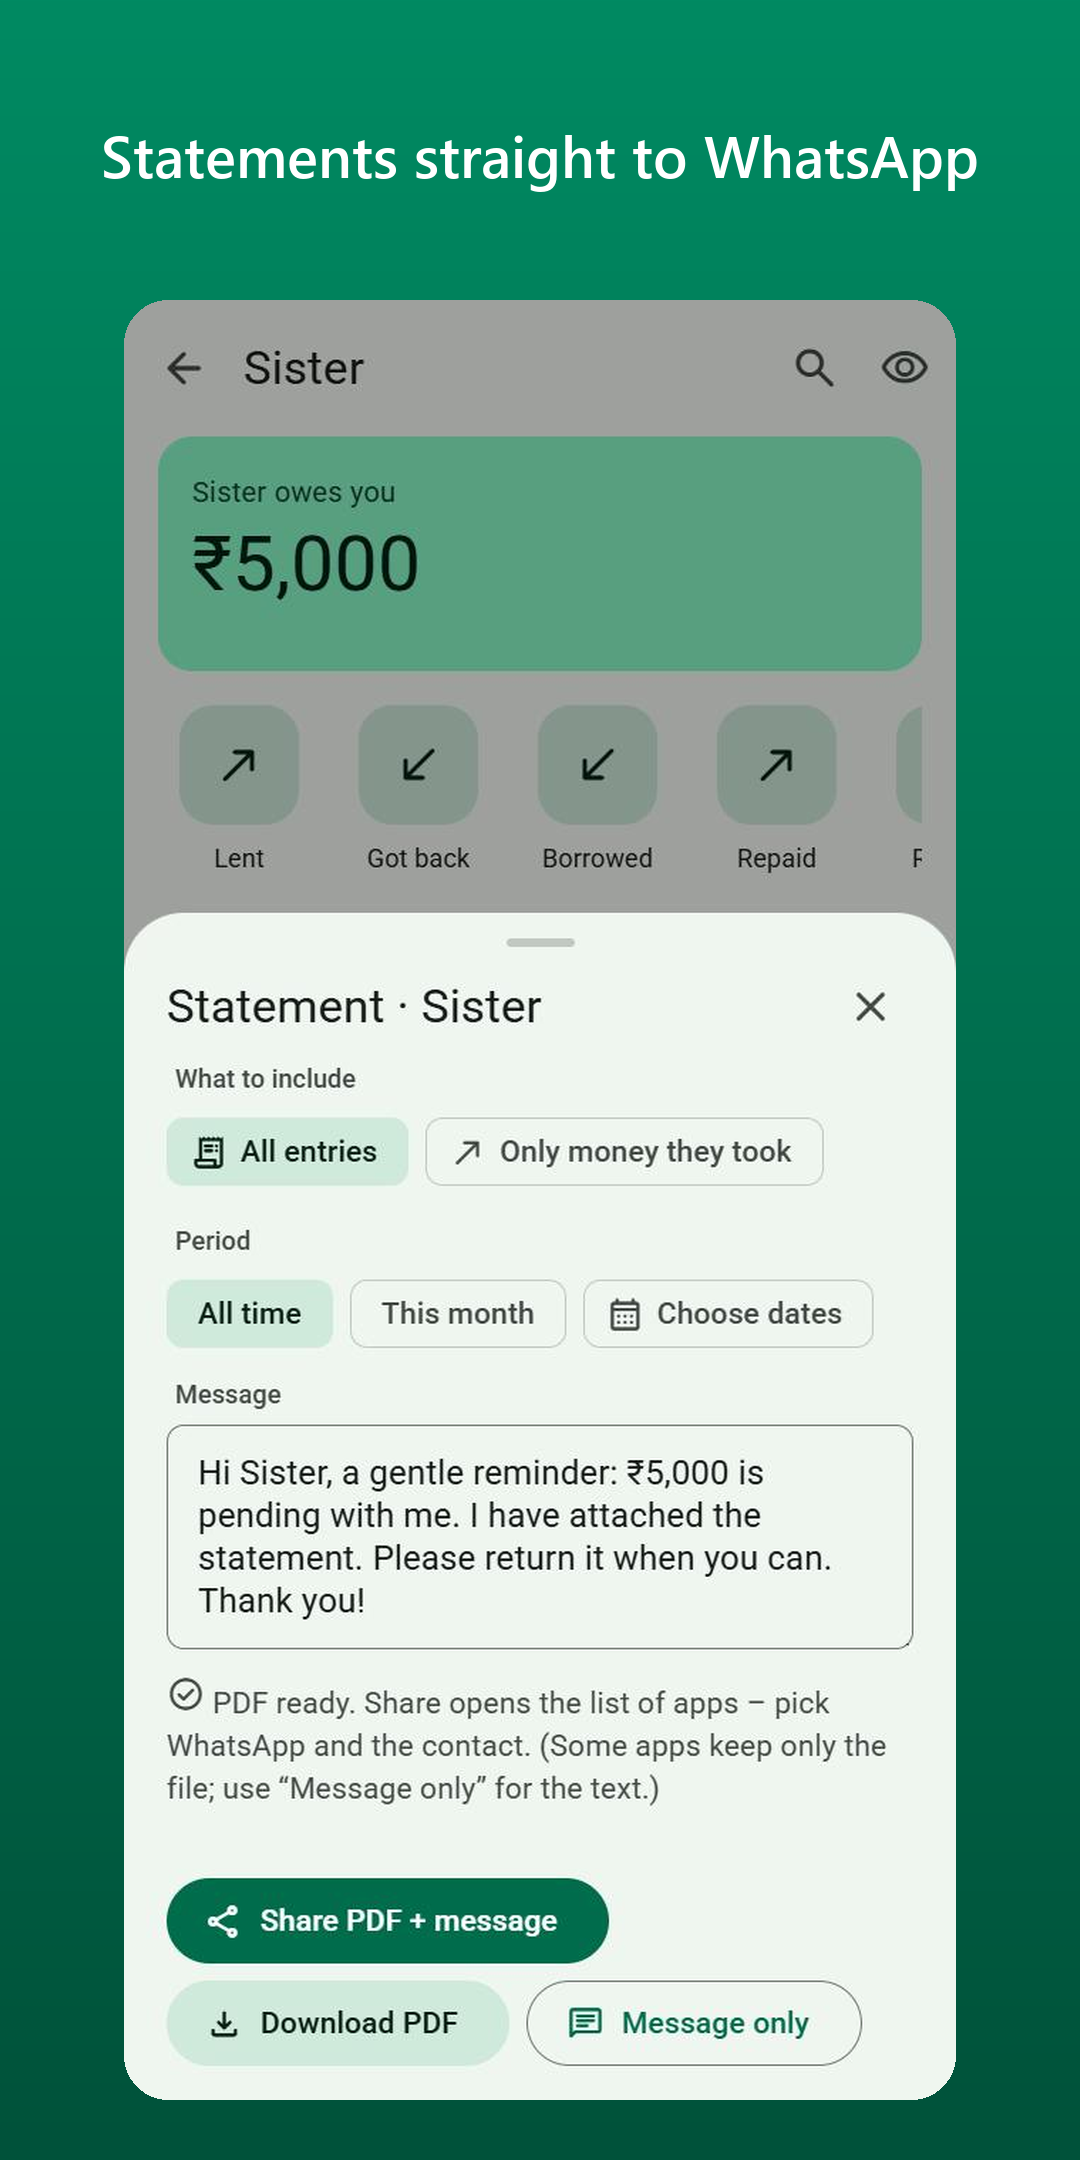 Statements straight to WhatsApp
Sister
Sister owes you
₹5,000
Lent
Got back
Borrowed
Repaid
Statement · Sister
What to include
All entries
Only money they took
Period
All time
This month
Choose dates
Message
Hi Sister, a gentle reminder: ₹5,000 is
pending with me. I have attached the
statement. Please return it when you can.
Thank you!
PDF ready. Share opens the list of apps – pick
WhatsApp and the contact. (Some apps keep only the
file; use “Message only” for the text.)
Share PDF + message
Download PDF
Message only